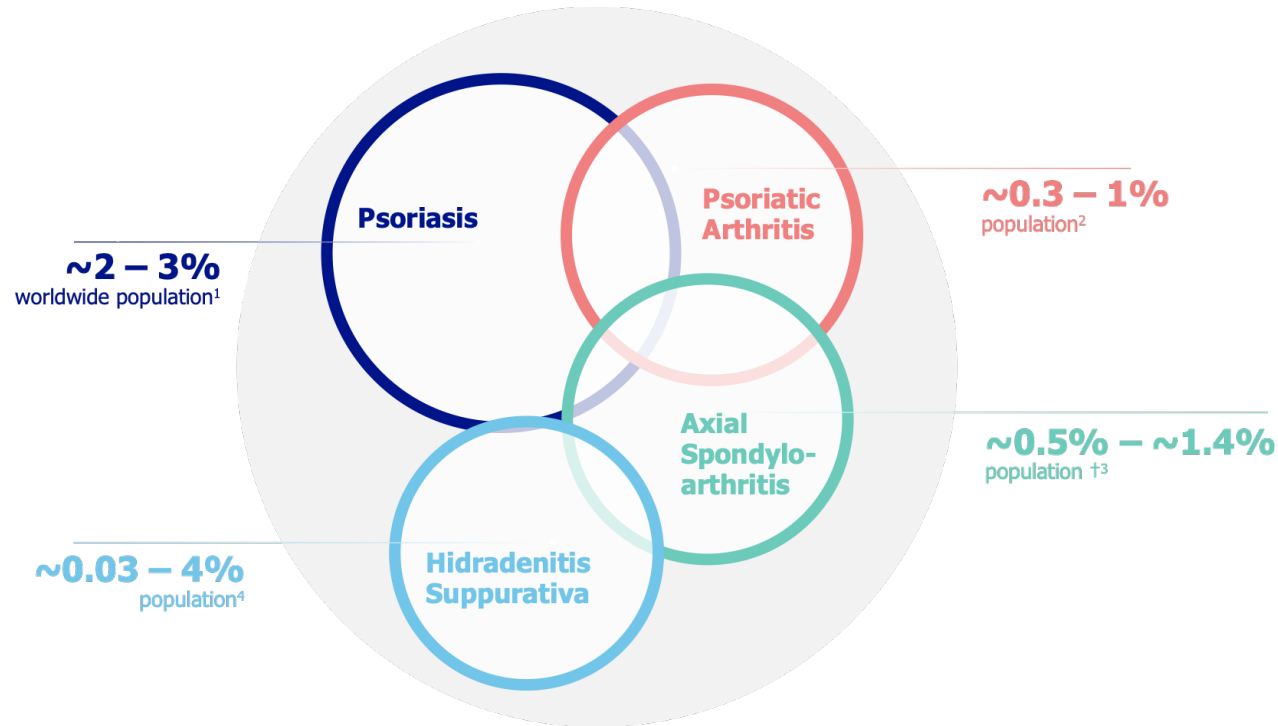 Psoriasis
~2 – 3%
worldwide population¹
Psoriatic
Arthritis
~0.3 – 1%
population²
Axial
Spondylo-
arthritis
~0.5% – ~1.4%
population †³
Hidradenitis
Suppurativa
~0.03 – 4%
population⁴